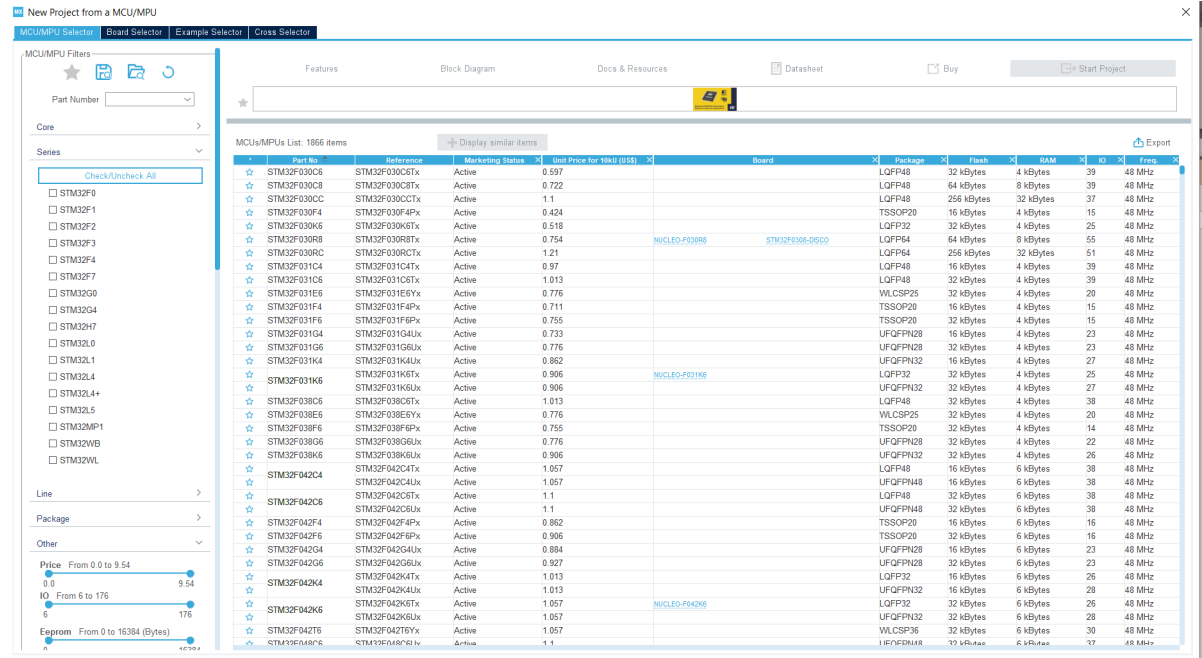 MX New Project from a MCU/MPU
MCU/MPU Selector Board Selector Example Selector Cross Selector
MCU/MPU Filters
Part Number
Core
Series
Check/Uncheck All
STM32F0
STM32F1
STM32F2
STM32F3
STM32F4
STM32F7
STM32G0
STM32G4
STM32H7
STM32L0
STM32L1
STM32L4
STM32L4+
STM32L5
STM32MP1
STM32WB
STM32WL
Line
Package
Other
Price From 0.0 to 9.54
0.0 9.54
IO From 6 to 176
6 176
Eeprom From 0 to 16384 (Bytes)
0 16384
Features Block Diagram Docs & Resources Datasheet Buy Start Project
MCUs/MPUs List: 1866 items Display similar items Export
* Part No Reference Marketing Status Unit Price for 10kU (US$) Board Package Flash RAM IO Freq.
STM32F030C6 STM32F030C6Tx Active 0.597 LQFP48 32 kBytes 4 kBytes 39 48 MHz
STM32F030C8 STM32F030C8Tx Active 0.722 LQFP48 64 kBytes 8 kBytes 39 48 MHz
STM32F030CC STM32F030CCTx Active 1.1 LQFP48 256 kBytes 32 kBytes 37 48 MHz
STM32F030F4 STM32F030F4Px Active 0.424 TSSOP20 16 kBytes 4 kBytes 15 48 MHz
STM32F030K6 STM32F030K6Tx Active 0.518 LQFP32 32 kBytes 4 kBytes 25 48 MHz
STM32F030R8 STM32F030R8Tx Active 0.754 NUCLEO-F030R8 STM32F0308-DISCO LQFP64 64 kBytes 8 kBytes 55 48 MHz
STM32F030RC STM32F030RCTx Active 1.21 LQFP64 256 kBytes 32 kBytes 51 48 MHz
STM32F031C4 STM32F031C4Tx Active 0.97 LQFP48 16 kBytes 4 kBytes 39 48 MHz
STM32F031C6 STM32F031C6Tx Active 1.013 LQFP48 32 kBytes 4 kBytes 39 48 MHz
STM32F031E6 STM32F031E6Yx Active 0.776 WLCSP25 32 kBytes 4 kBytes 20 48 MHz
STM32F031F4 STM32F031F4Px Active 0.711 TSSOP20 16 kBytes 4 kBytes 15 48 MHz
STM32F031F6 STM32F031F6Px Active 0.755 TSSOP20 32 kBytes 4 kBytes 15 48 MHz
STM32F031G4 STM32F031G4Ux Active 0.733 UFQFPN28 16 kBytes 4 kBytes 23 48 MHz
STM32F031G6 STM32F031G6Ux Active 0.776 UFQFPN28 32 kBytes 4 kBytes 23 48 MHz
STM32F031K4 STM32F031K4Ux Active 0.862 UFQFPN32 16 kBytes 4 kBytes 27 48 MHz
STM32F031K6 STM32F031K6Tx Active 0.906 NUCLEO-F031K6 LQFP32 32 kBytes 4 kBytes 25 48 MHz
STM32F031K6Ux Active 0.906 UFQFPN32 32 kBytes 4 kBytes 27 48 MHz
STM32F038C6 STM32F038C6Tx Active 1.013 LQFP48 32 kBytes 4 kBytes 38 48 MHz
STM32F038E6 STM32F038E6Yx Active 0.776 WLCSP25 32 kBytes 4 kBytes 20 48 MHz
STM32F038F6 STM32F038F6Px Active 0.755 TSSOP20 32 kBytes 4 kBytes 14 48 MHz
STM32F038G6 STM32F038G6Ux Active 0.776 UFQFPN28 32 kBytes 4 kBytes 22 48 MHz
STM32F038K6 STM32F038K6Ux Active 0.906 UFQFPN32 32 kBytes 4 kBytes 26 48 MHz
STM32F042C4 STM32F042C4Tx Active 1.057 LQFP48 16 kBytes 6 kBytes 38 48 MHz
STM32F042C4Ux Active 1.057 UFQFPN48 16 kBytes 6 kBytes 38 48 MHz
STM32F042C6 STM32F042C6Tx Active 1.1 LQFP48 32 kBytes 6 kBytes 38 48 MHz
STM32F042C6Ux Active 1.1 UFQFPN48 32 kBytes 6 kBytes 38 48 MHz
STM32F042F4 STM32F042F4Px Active 0.862 TSSOP20 16 kBytes 6 kBytes 16 48 MHz
STM32F042F6 STM32F042F6Px Active 0.906 TSSOP20 32 kBytes 6 kBytes 16 48 MHz
STM32F042G4 STM32F042G4Ux Active 0.884 UFQFPN28 16 kBytes 6 kBytes 23 48 MHz
STM32F042G6 STM32F042G6Ux Active 0.927 UFQFPN28 32 kBytes 6 kBytes 23 48 MHz
STM32F042K4 STM32F042K4Tx Active 1.013 LQFP32 16 kBytes 6 kBytes 26 48 MHz
STM32F042K4Ux Active 1.013 UFQFPN32 16 kBytes 6 kBytes 28 48 MHz
STM32F042K6 STM32F042K6Tx Active 1.057 NUCLEO-F042K6 LQFP32 32 kBytes 6 kBytes 26 48 MHz
STM32F042K6Ux Active 1.057 UFQFPN32 32 kBytes 6 kBytes 28 48 MHz
STM32F042T6 STM32F042T6Yx Active 1.057 WLCSP36 32 kBytes 6 kBytes 30 48 MHz
STM32F048C6 STM32F048C6Ux Active 1.1 UFQFPN48 32 kBytes 6 kBytes 37 48 MHz